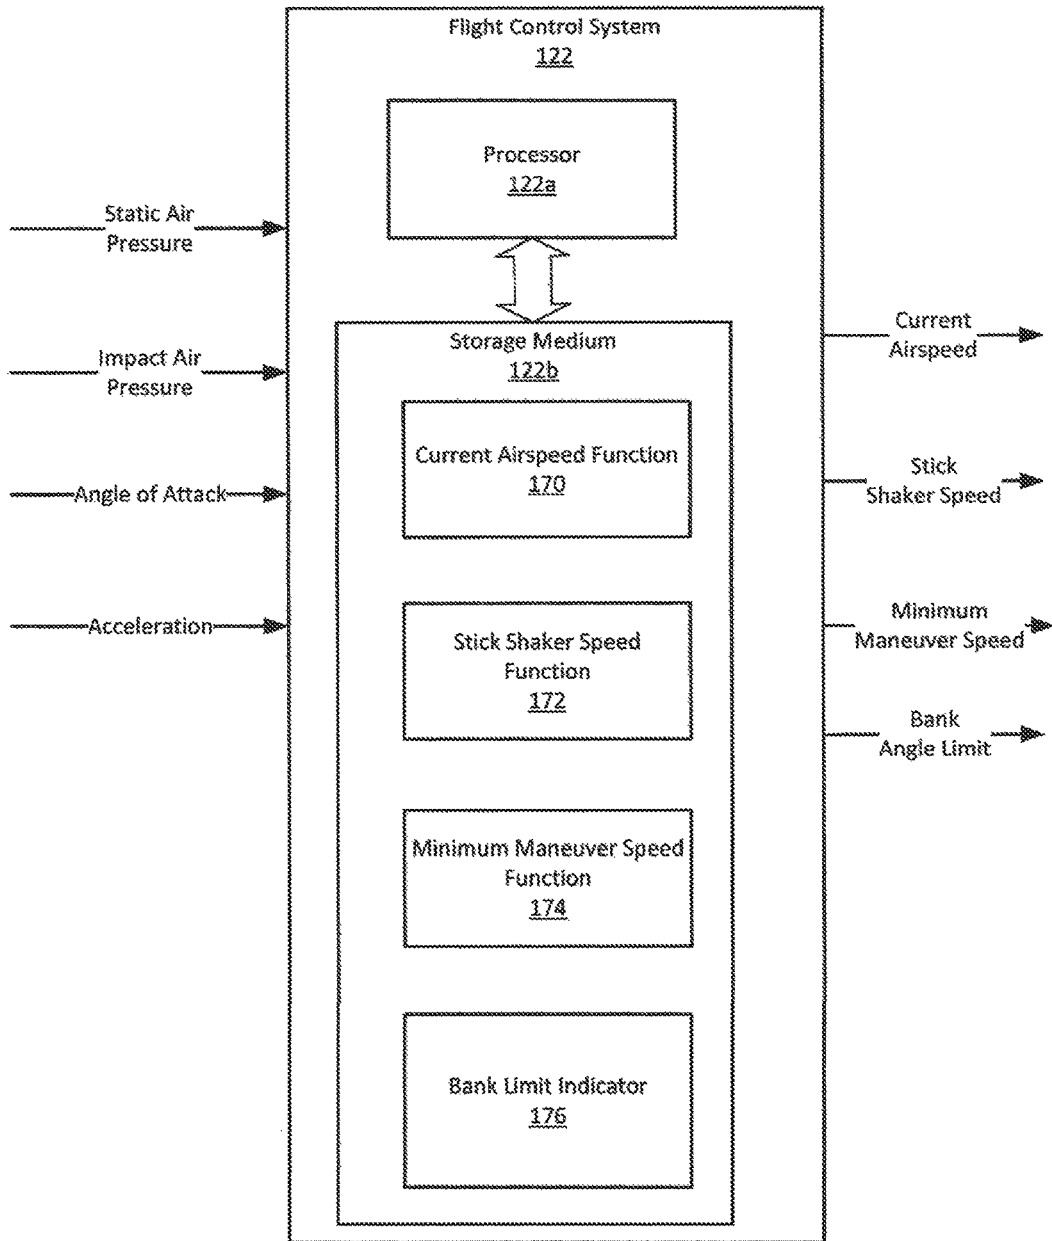 Flight Control System
122
Processor
122a
Static Air
Pressure
Impact Air
Pressure
Angle of Attack
Acceleration
Storage Medium
122b
Current Airspeed Function
170
Stick Shaker Speed
Function
172
Minimum Maneuver Speed
Function
174
Bank Limit Indicator
176
Current
Airspeed
Stick
Shaker Speed
Minimum
Maneuver Speed
Bank
Angle Limit